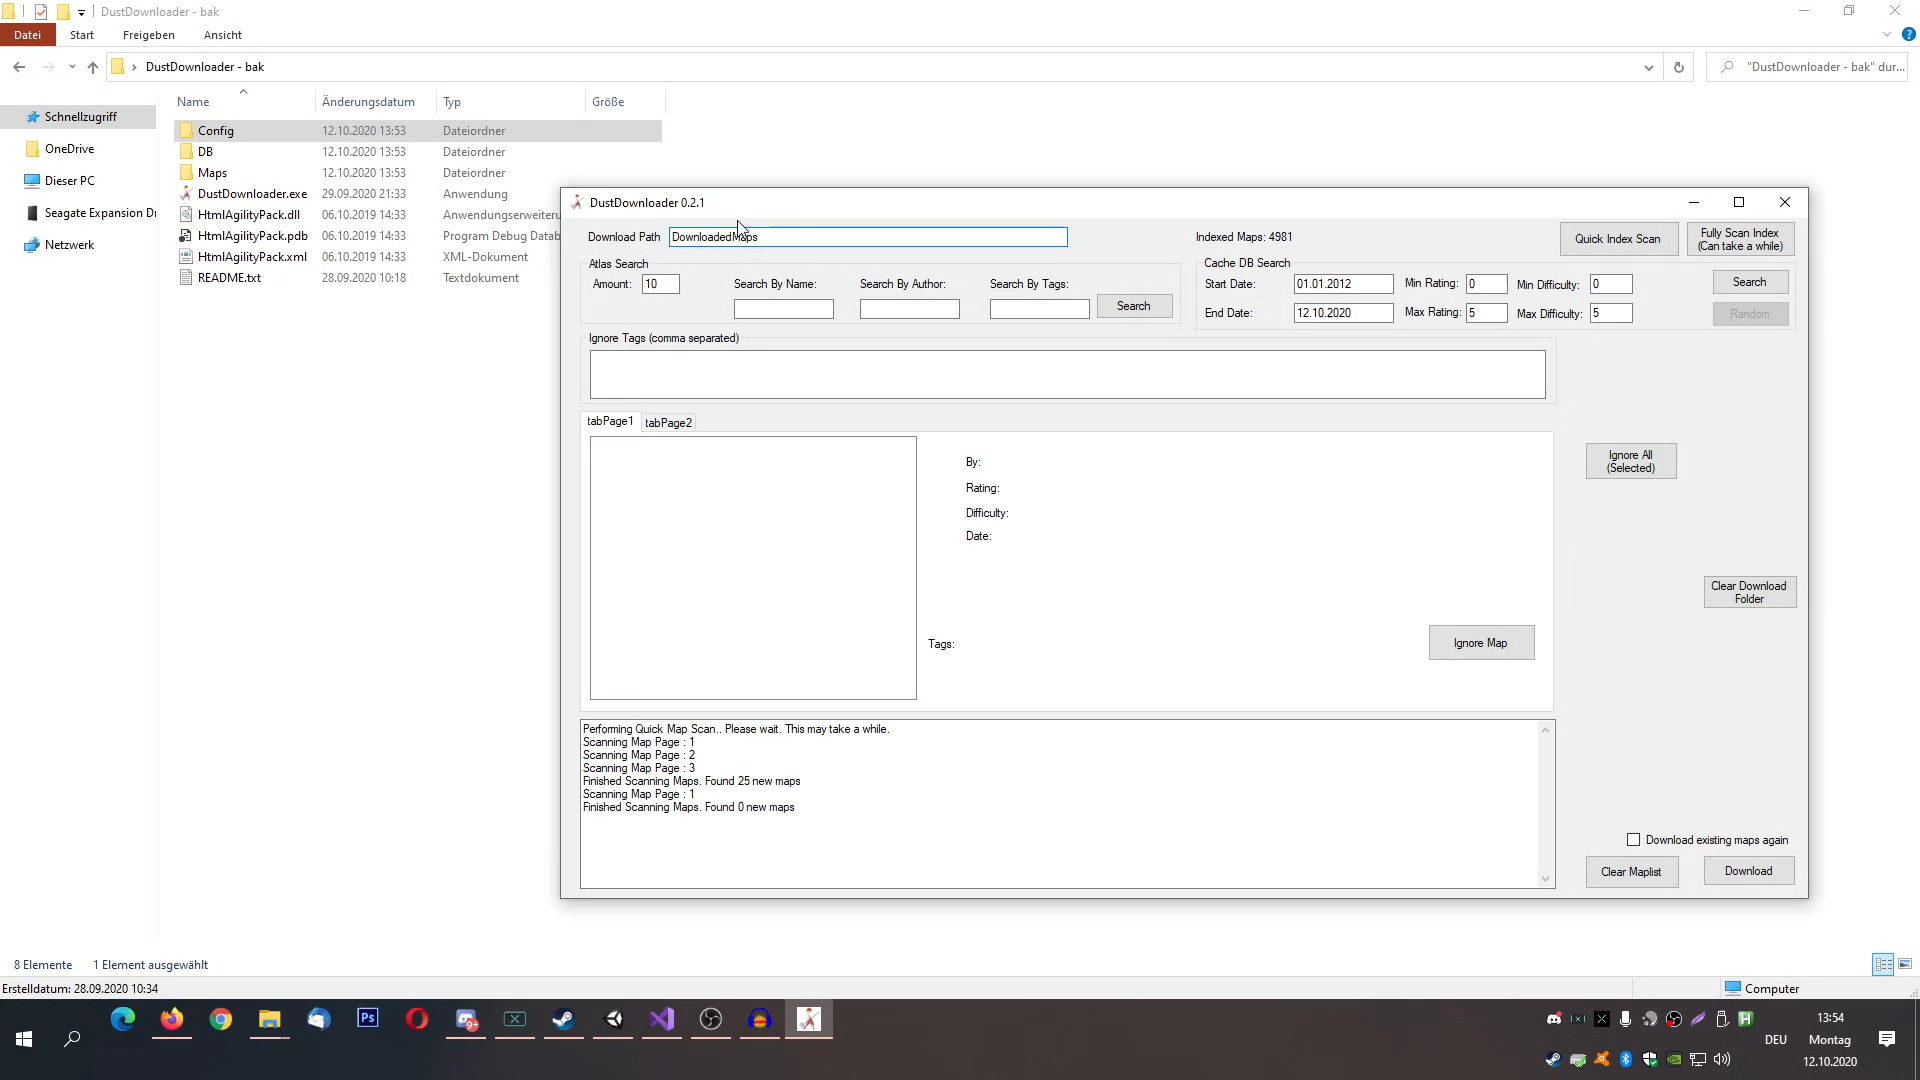 DustDownloader - bak
Datei Start Freigeben Ansicht
DustDownloader - bak
"DustDownloader - bak" dur...
Name Änderungsdatum Typ Größe
Schnellzugriff
OneDrive
Dieser PC
Seagate Expansion Dr
Netzwerk
Config 12.10.2020 13:53 Dateiordner
DB 12.10.2020 13:53 Dateiordner
Maps 12.10.2020 13:53 Dateiordner
DustDownloader.exe 29.09.2020 21:33 Anwendung
HtmlAgilityPack.dll 06.10.2019 14:33 Anwendungserweiteru
HtmlAgilityPack.pdb 06.10.2019 14:33 Program Debug Datab
HtmlAgilityPack.xml 06.10.2019 14:33 XML-Dokument
README.txt 28.09.2020 10:18 Textdokument
DustDownloader 0.2.1
Download Path DownloadedMaps
Indexed Maps: 4981
Quick Index Scan
Fully Scan Index
(Can take a while)
Atlas Search
Amount: 10
Search By Name:
Search By Author:
Search By Tags:
Search
Cache DB Search
Start Date: 01.01.2012 Min Rating: 0 Min Difficulty: 0 Search
End Date: 12.10.2020 Max Rating: 5 Max Difficulty: 5 Random
Ignore Tags (comma separated)
tabPage1 tabPage2
By:
Rating:
Difficulty:
Date:
Tags:
Ignore Map
Ignore All
(Selected)
Clear Download
Folder
Performing Quick Map Scan.. Please wait. This may take a while.
Scanning Map Page : 1
Scanning Map Page : 2
Scanning Map Page : 3
Finished Scanning Maps. Found 25 new maps
Scanning Map Page : 1
Finished Scanning Maps. Found 0 new maps
Download existing maps again
Clear Maplist Download
8 Elemente 1 Element ausgewählt
Erstelldatum: 28.09.2020 10:34
Computer
Ps
9+
DEU
13:54
Montag
12.10.2020